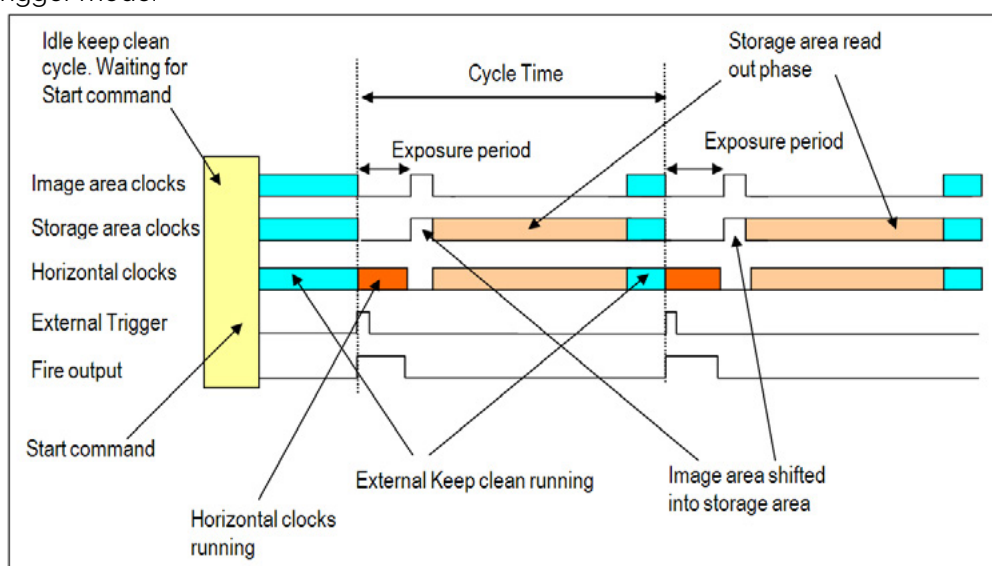 Idle keep clean
cycle. Waiting for
Start command
Cycle Time
Storage area read
out phase
Exposure period
Exposure period
Image area clocks
Storage area clocks
Horizontal clocks
External Trigger
Fire output
Start command
External Keep clean running
Image area shifted
into storage area
Horizontal clocks
running